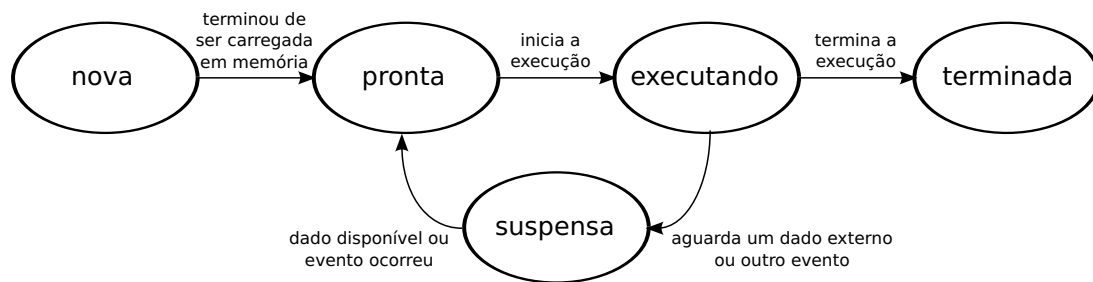 terminou de
ser carregada
em memória
inicia a
execução
termina a
execução
nova
pronta
executando
terminada
suspensa
dado disponível ou
evento ocorreu
aguarda um dado externo
ou outro evento